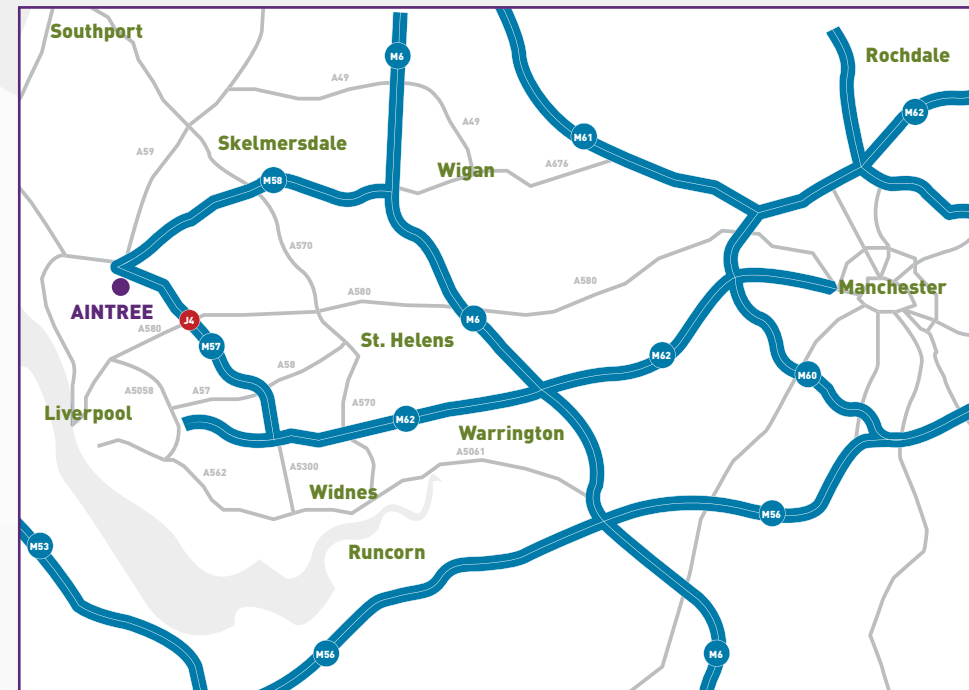 Southport
M6
Rochdale
A49
M62
A49
M61
A59
Skelmersdale
A676
Wigan
M58
A570
A580
Manchester
A580
AINTREE
J4
M6
A580
St. Helens
M57
M62
A58
M60
A5058
A57
A570
Liverpool
M62
Warrington
A5061
A562
A5300
Widnes
M56
M53
Runcorn
M56
M6